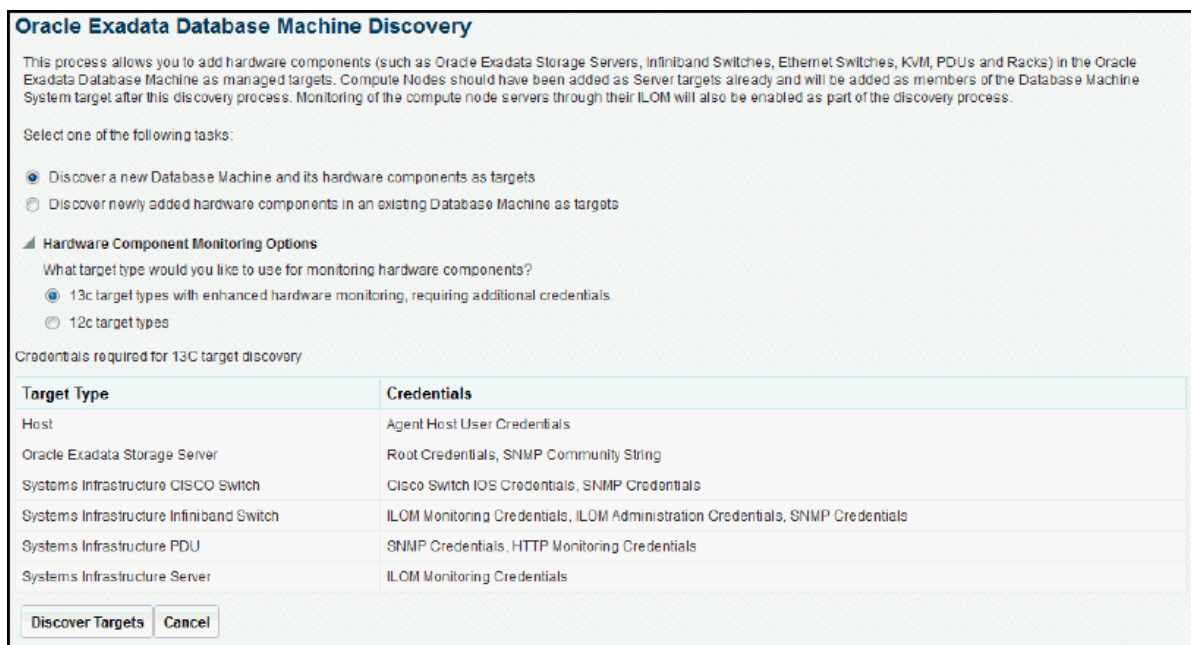 Oracle Exadata Database Machine Discovery
This process allows you to add hardware components (such as Oracle Exadata Storage Servers, Infiniband Switches, Ethernet Switches, KVM, PDUs and Racks) in the Oracle
Exadata Database Machine as managed targets. Compute Nodes should have been added as Server targets already and will be added as members of the Database Machine
System target after this discovery process. Monitoring of the compute node servers through their ILOM will also be enabled as part of the discovery process.
Select one of the following tasks:
Discover a new Database Machine and its hardware components as targets
Discover newly added hardware components in an existing Database Machine as targets
Hardware Component Monitoring Options
What target type would you like to use for monitoring hardware components?
13c target types with enhanced hardware monitoring, requiring additional credentials.
12c target types
Credentials required for 13C target discovery
Target Type Credentials
Host Agent Host User Credentials
Oracle Exadata Storage Server Root Credentials, SNMP Community String
Systems Infrastructure CISCO Switch Cisco Switch IOS Credentials, SNMP Credentials
Systems Infrastructure Infiniband Switch ILOM Monitoring Credentials, ILOM Administration Credentials, SNMP Credentials
Systems Infrastructure PDU SNMP Credentials, HTTP Monitoring Credentials
Systems Infrastructure Server ILOM Monitoring Credentials
Discover Targets Cancel